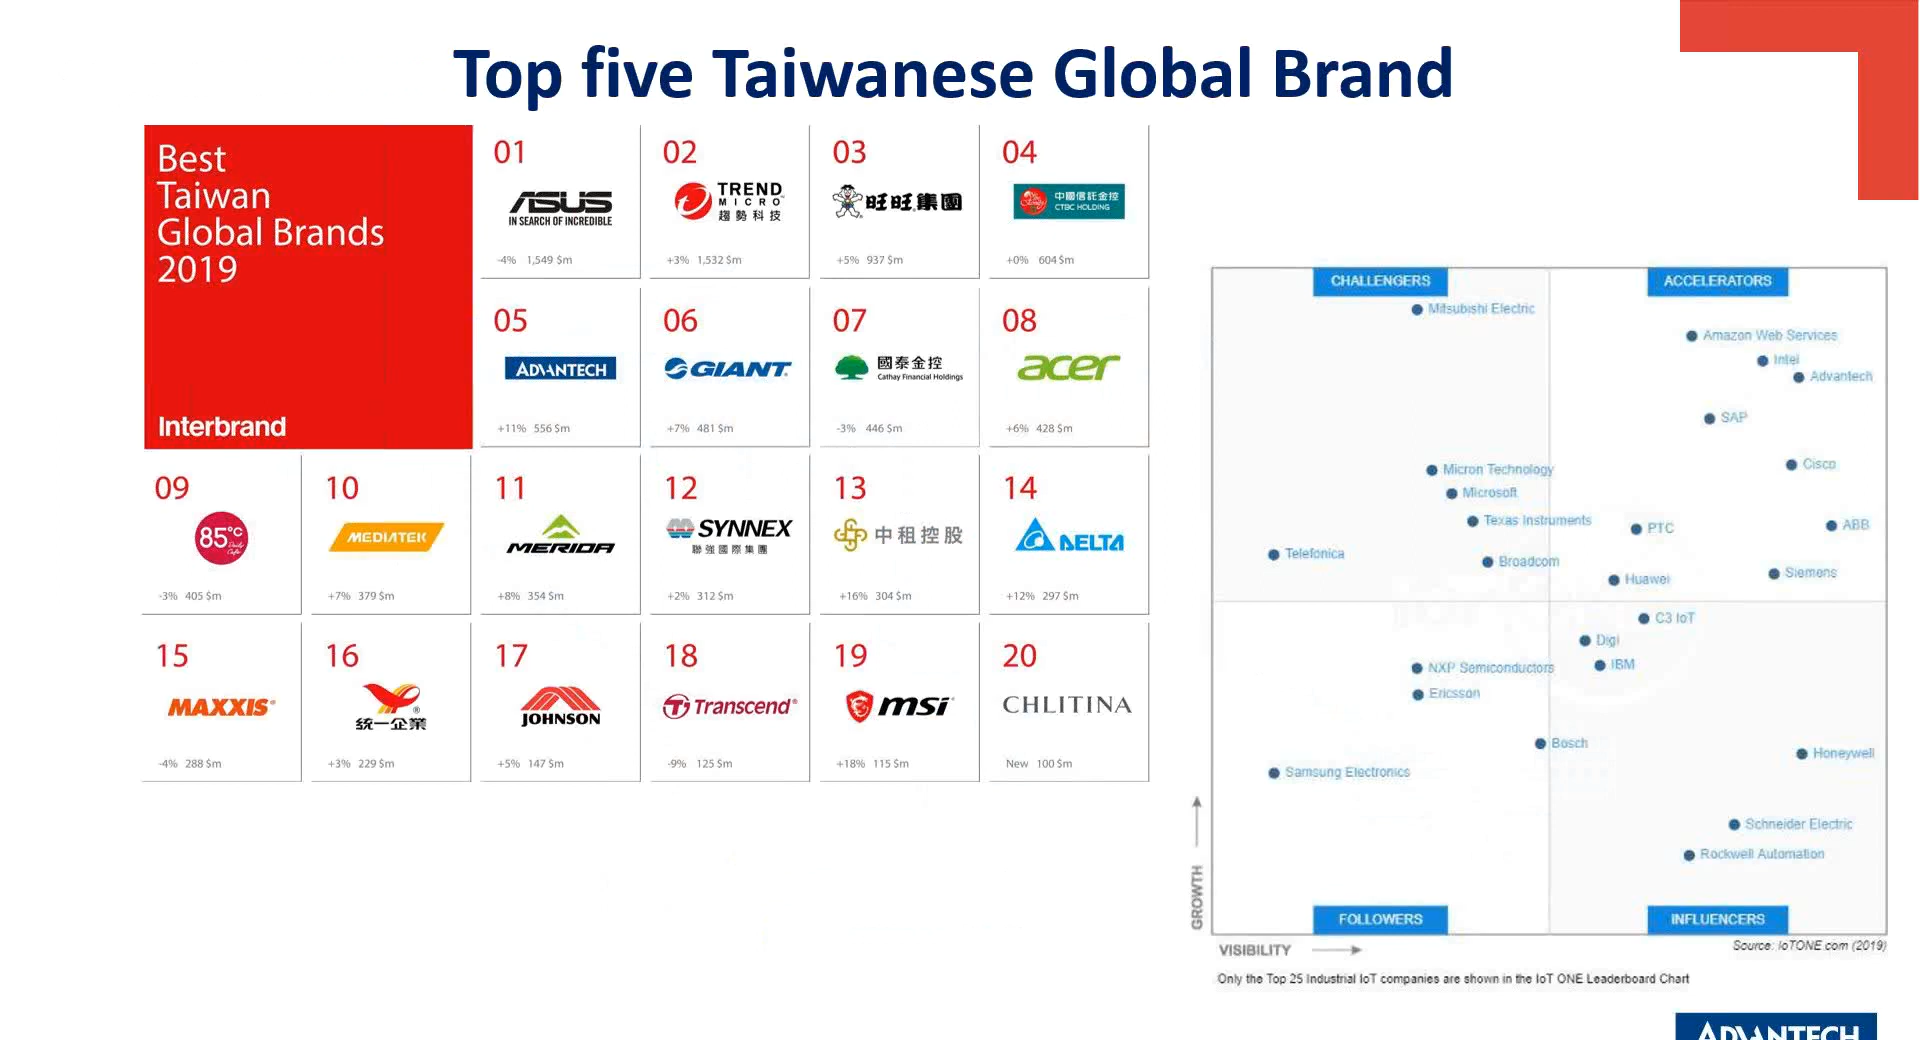 Top five Taiwanese Global Brand
Best
Taiwan
Global Brands
2019
Interbrand
01
ASUS
IN SEARCH OF INCREDIBLE
-4% 1,549 $m
02
TREND
MICRO
趨勢科技
+3% 1,532 $m
03
旺旺集團
+5% 937 $m
04
中國信託金控
CTBC HOLDING
+0% 604 $m
05
ADVANTECH
+11% 556 $m
06
GIANT
+7% 481 $m
07
國泰金控
Cathay Financial Holdings
-3% 446 $m
08
acer
+6% 428 $m
09
85°C
Daily
Cafe
-3% 405 $m
10
MEDIATEK
+7% 379 $m
11
MERIDA
+8% 354 $m
12
SYNNEX
聯強國際集團
+2% 312 $m
13
中租控股
+16% 304 $m
14
DELTA
+12% 297 $m
15
MAXXIS®
-4% 288 $m
16
統一企業
®
+3% 229 $m
17
JOHNSON
+5% 147 $m
18
Transcend®
-9% 125 $m
19
msi
+18% 115 $m
20
CHLITINA
New 100 $m
CHALLENGERS
ACCELERATORS
Mitsubishi Electric
Amazon Web Services
Intel
Advantech
SAP
Cisco
Micron Technology
Microsoft
Texas Instruments
PTC
ABB
Telefonica
Broadcom
Huawei
Siemens
C3 IoT
Digi
NXP Semiconductors
IBM
Ericsson
Bosch
Honeywell
Samsung Electronics
Schneider Electric
Rockwell Automation
GROWTH
FOLLOWERS
INFLUENCERS
VISIBILITY
Source: IoTONE.com (2019)
Only the Top 25 Industrial IoT companies are shown in the IoT ONE Leaderboard Chart
ADVANTECH